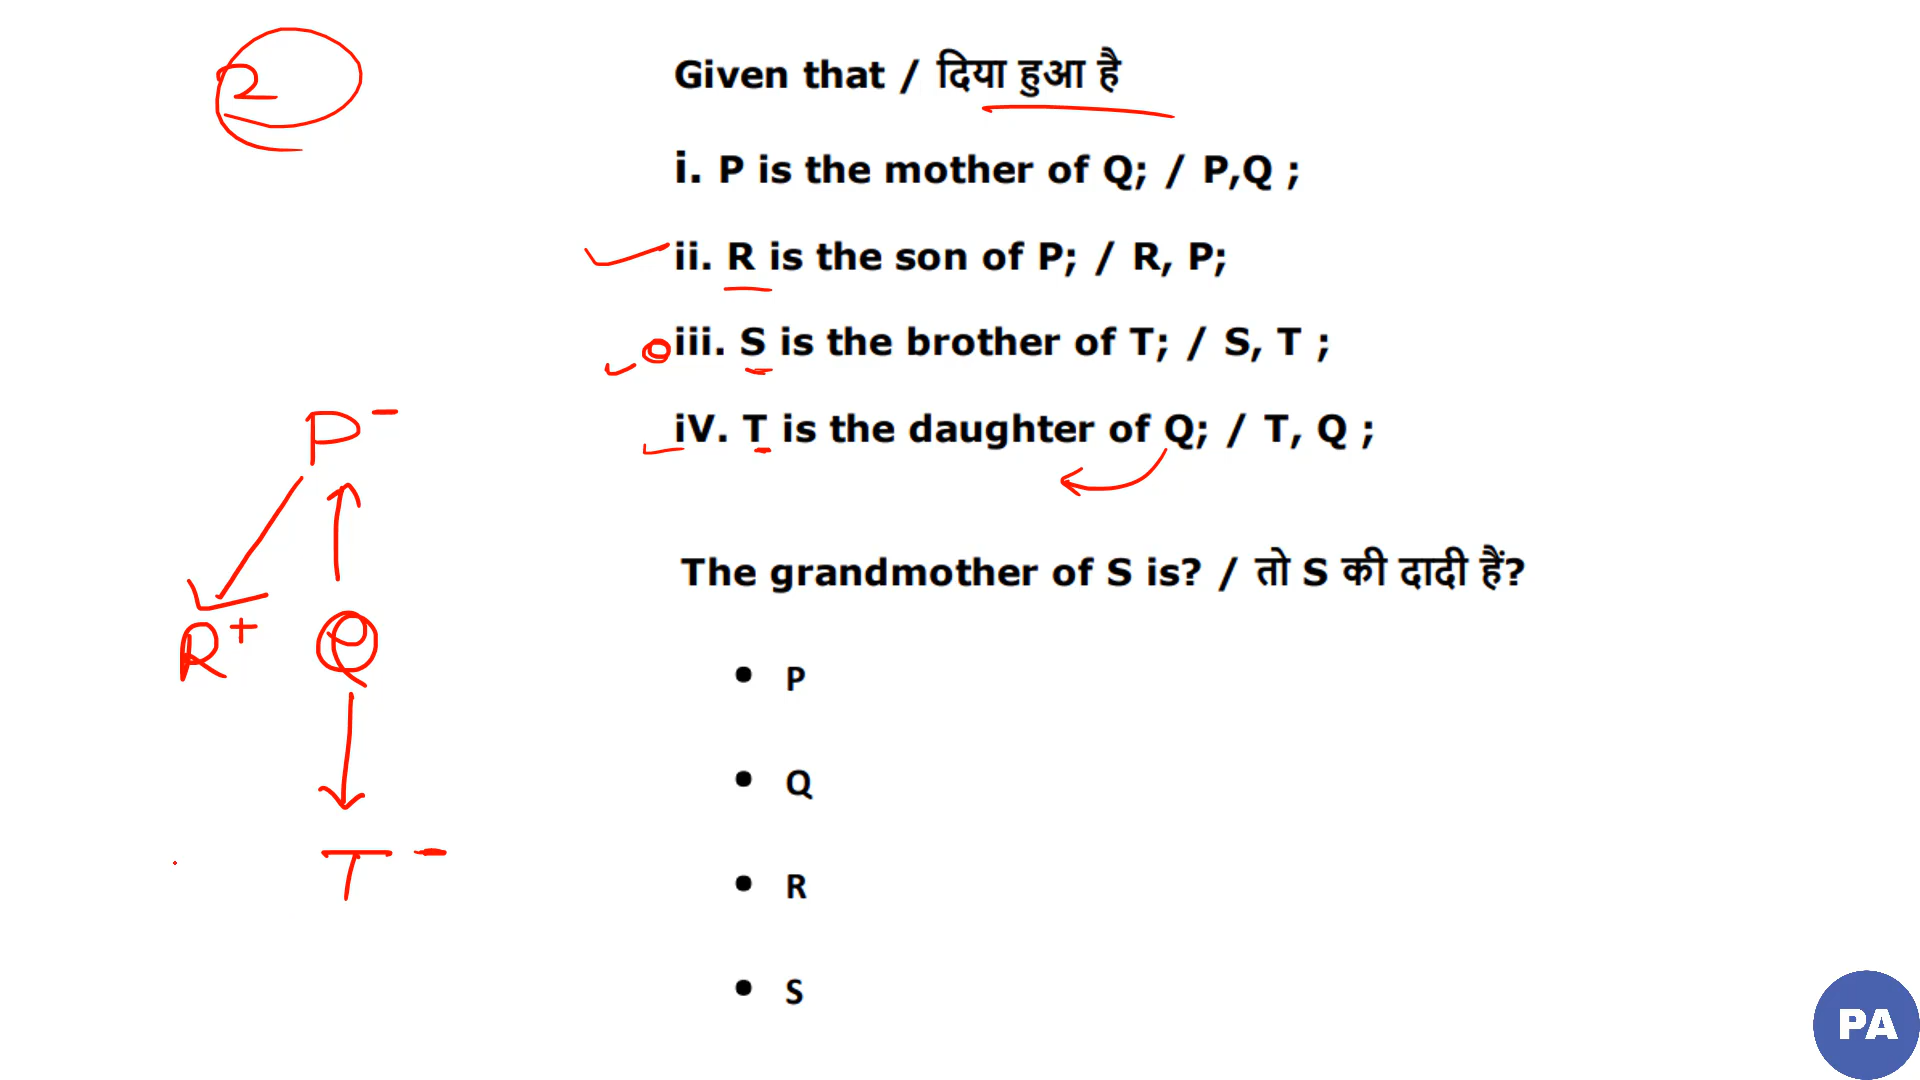 2
Given that / दिया हुआ है
i. P is the mother of Q; / P,Q ;
ii. R is the son of P; / R, P;
iii. S is the brother of T; / S, T ;
iV. T is the daughter of Q; / T, Q ;
P −
R +
Q
T −
The grandmother of S is? / तो S की दादी हैं?
• P
• Q
• R
• S
PA